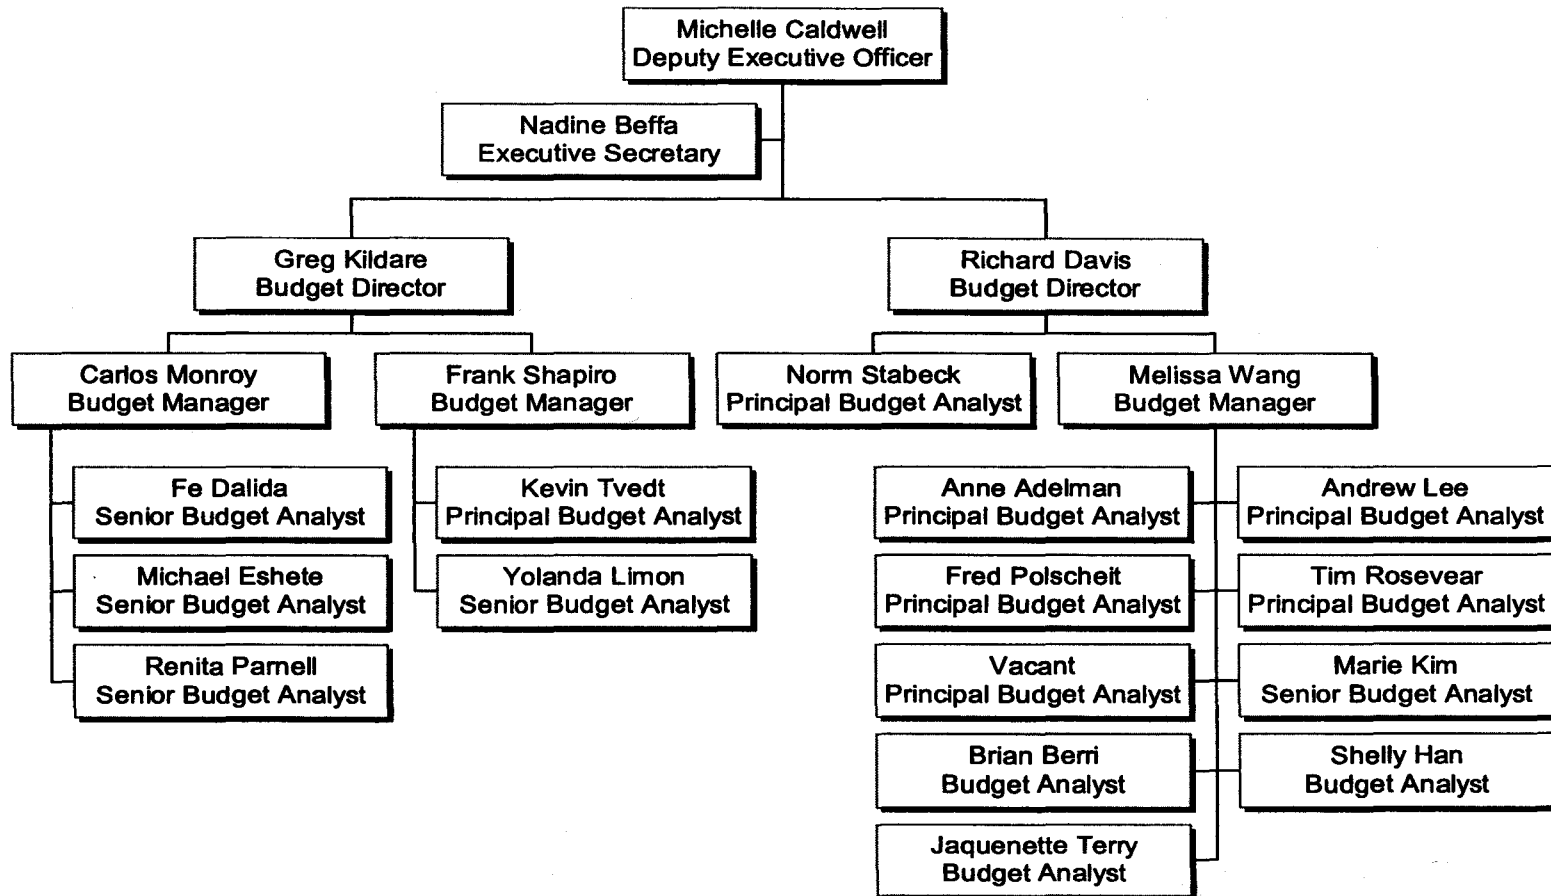 Michelle Caldwell
Deputy Executive Officer
Nadine Beffa
Executive Secretary
Greg Kildare
Budget Director
Richard Davis
Budget Director
Carlos Monroy
Budget Manager
Frank Shapiro
Budget Manager
Norm Stabeck
Principal Budget Analyst
Melissa Wang
Budget Manager
Fe Dalida
Senior Budget Analyst
Michael Eshete
Senior Budget Analyst
Renita Parnell
Senior Budget Analyst
Kevin Tvedt
Principal Budget Analyst
Yolanda Limon
Senior Budget Analyst
Anne Adelman
Principal Budget Analyst
Andrew Lee
Principal Budget Analyst
Fred Polscheit
Principal Budget Analyst
Tim Rosevear
Principal Budget Analyst
Vacant
Principal Budget Analyst
Marie Kim
Senior Budget Analyst
Brian Berri
Budget Analyst
Shelly Han
Budget Analyst
Jaquenette Terry
Budget Analyst